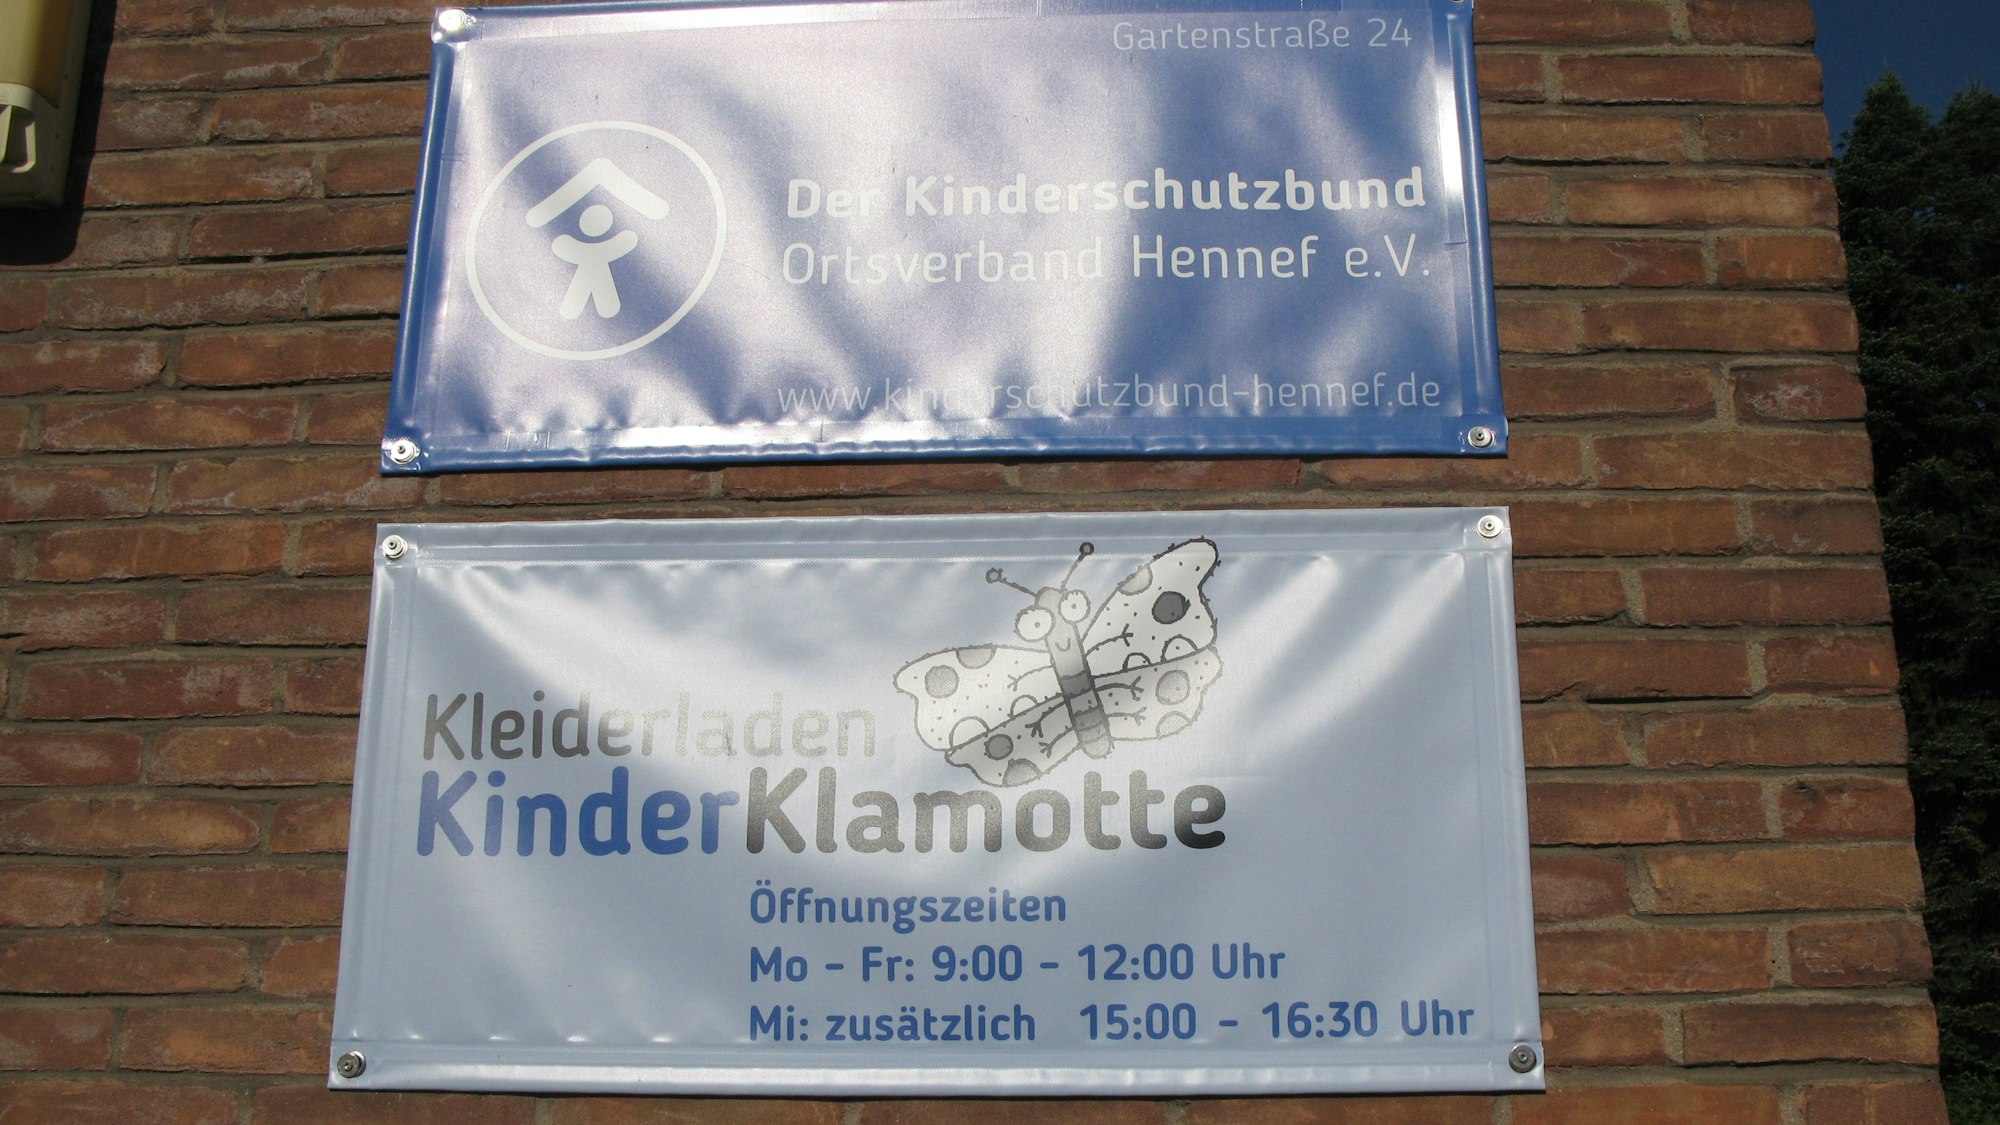 Gartenstraße 24
Der Kinderschutzbund
Ortsverband Hennef e.V.
www.kinderschutzbund-hennef.de
Kleiderladen
KinderKlamotte
Öffnungszeiten
Mo - Fr: 9:00 - 12:00 Uhr
Mi: zusätzlich 15:00 - 16:30 Uhr